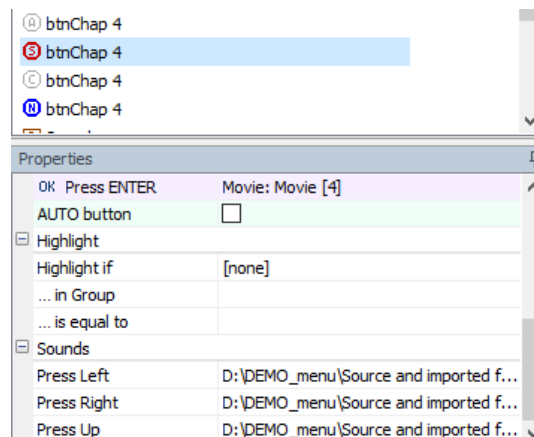 A btnChap 4
S btnChap 4
C btnChap 4
N btnChap 4
Properties
OK Press ENTER Movie: Movie [4]
AUTO button
Highlight
Highlight if [none]
... in Group
... is equal to
Sounds
Press Left D:\DEMO_menu\Source and imported f...
Press Right D:\DEMO_menu\Source and imported f...
Press Up D:\DEMO_menu\Source and imported f...